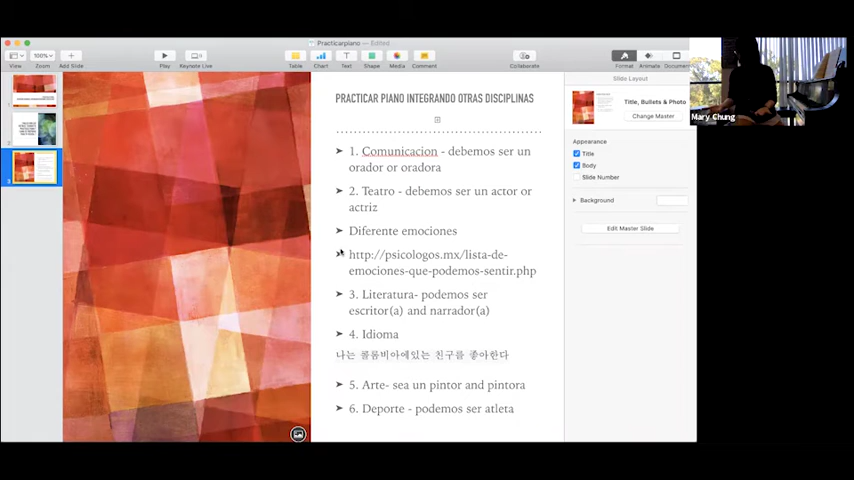 Practicarpiano — Edited
View
100%
Zoom
Add Slide
Play
Keynote Live
Table
Chart
Text
Shape
Media
Comment
Collaborate
Format
Animate
Document
Slide Layout
Title, Bullets & Photo
Change Master
Appearance
Title
Body
Slide Number
Background
Edit Master Slide
1
2
3
PRACTICAR PIANO INTEGRANDO OTRAS DISCIPLINAS
1. Comunicacion - debemos ser un
orador or oradora
2. Teatro - debemos ser un actor or
actriz
Diferente emociones
http://psicologos.mx/lista-de-
emociones-que-podemos-sentir.php
3. Literatura- podemos ser
escritor(a) and narrador(a)
4. Idioma
나는 콜롬비아에있는 친구를 좋아한다
5. Arte- sea un pintor and pintora
6. Deporte - podemos ser atleta
Mary Chung